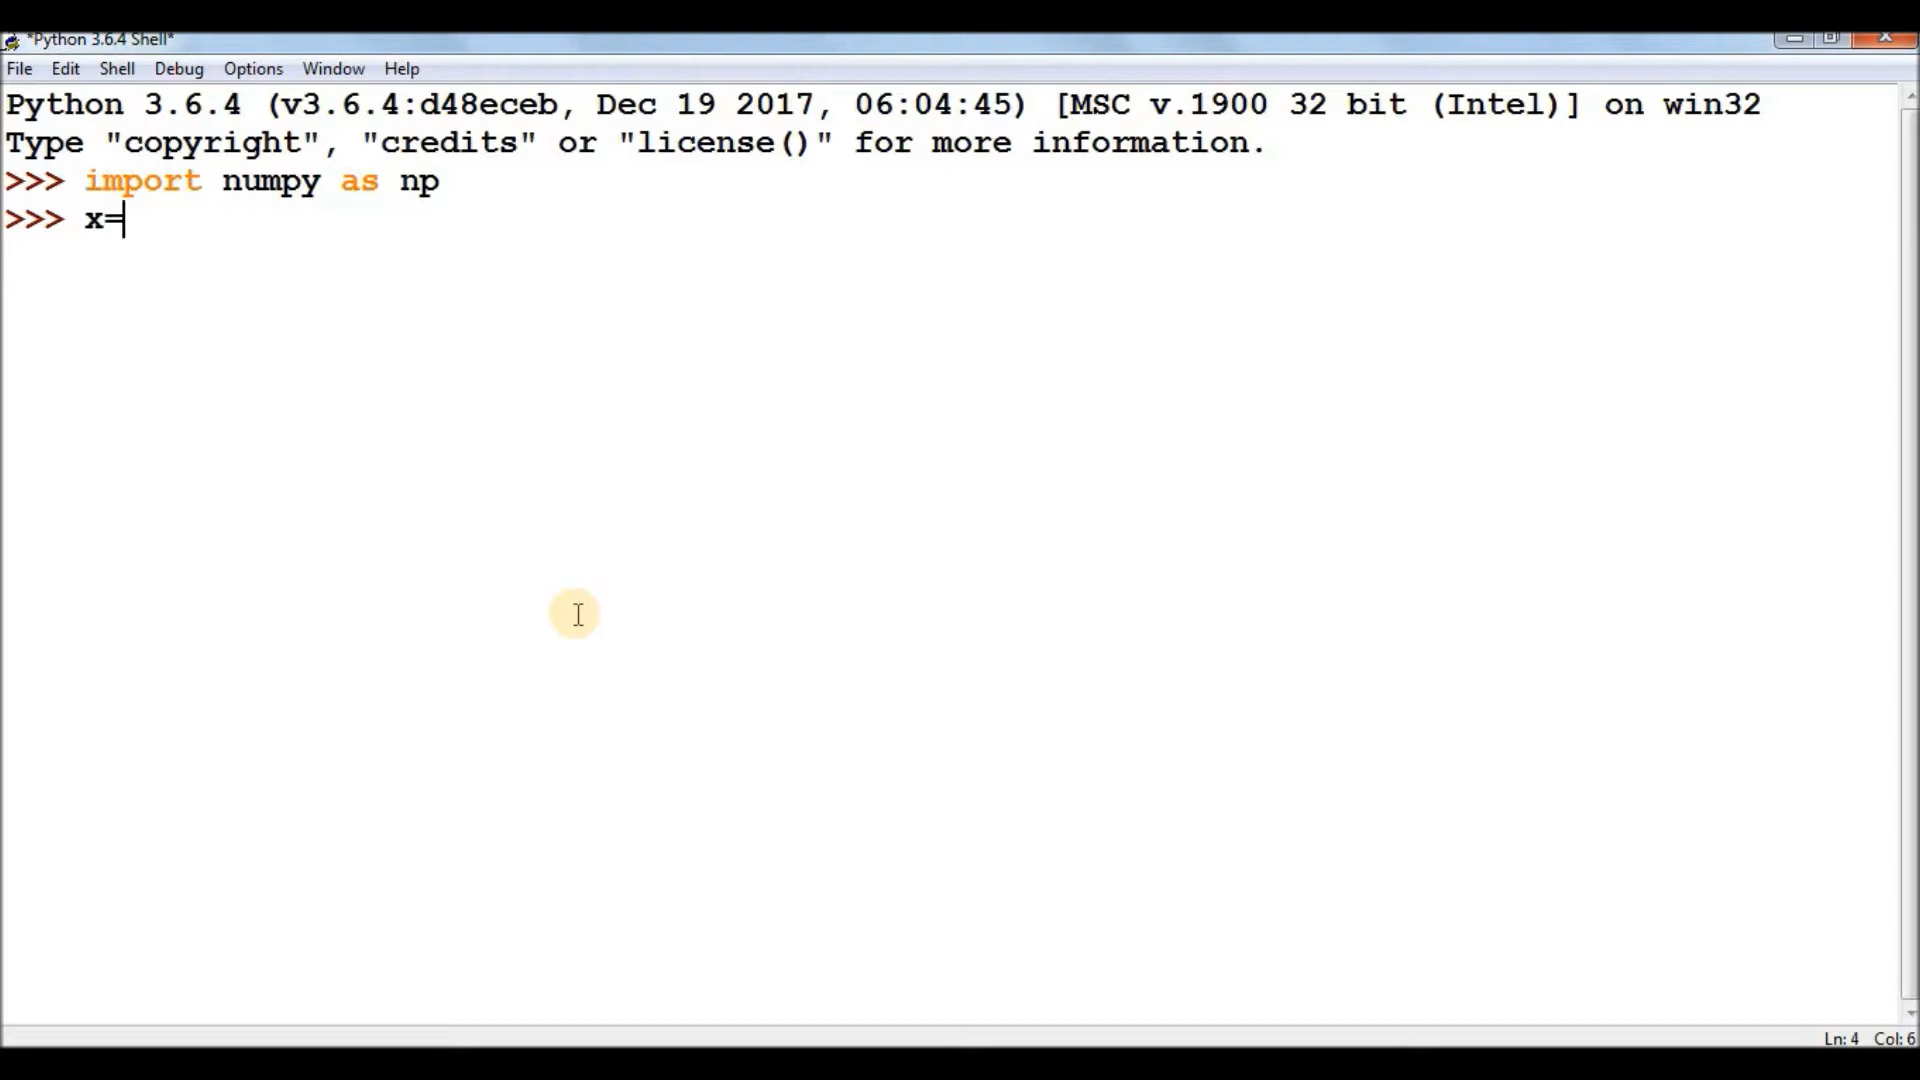 *Python 3.6.4 Shell*
File Edit Shell Debug Options Window Help
Python 3.6.4 (v3.6.4:d48eceb, Dec 19 2017, 06:04:45) [MSC v.1900 32 bit (Intel)] on win32
Type "copyright", "credits" or "license()" for more information.
>>> import numpy as np
>>> x=
Ln: 4 Col: 6